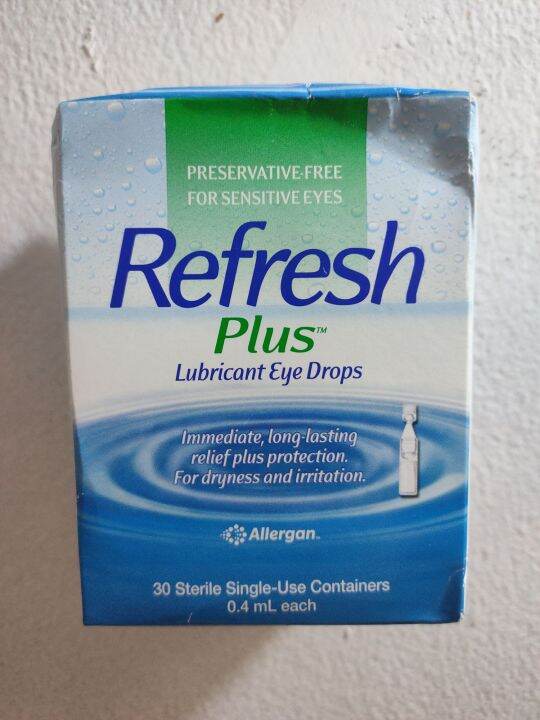 PRESERVATIVE-FREE
FOR SENSITIVE EYES
Refresh
Plus™
Lubricant Eye Drops
Immediate, long-lasting
relief plus protection.
For dryness and irritation.
Allergan™
30 Sterile Single-Use Containers
0.4 mL each